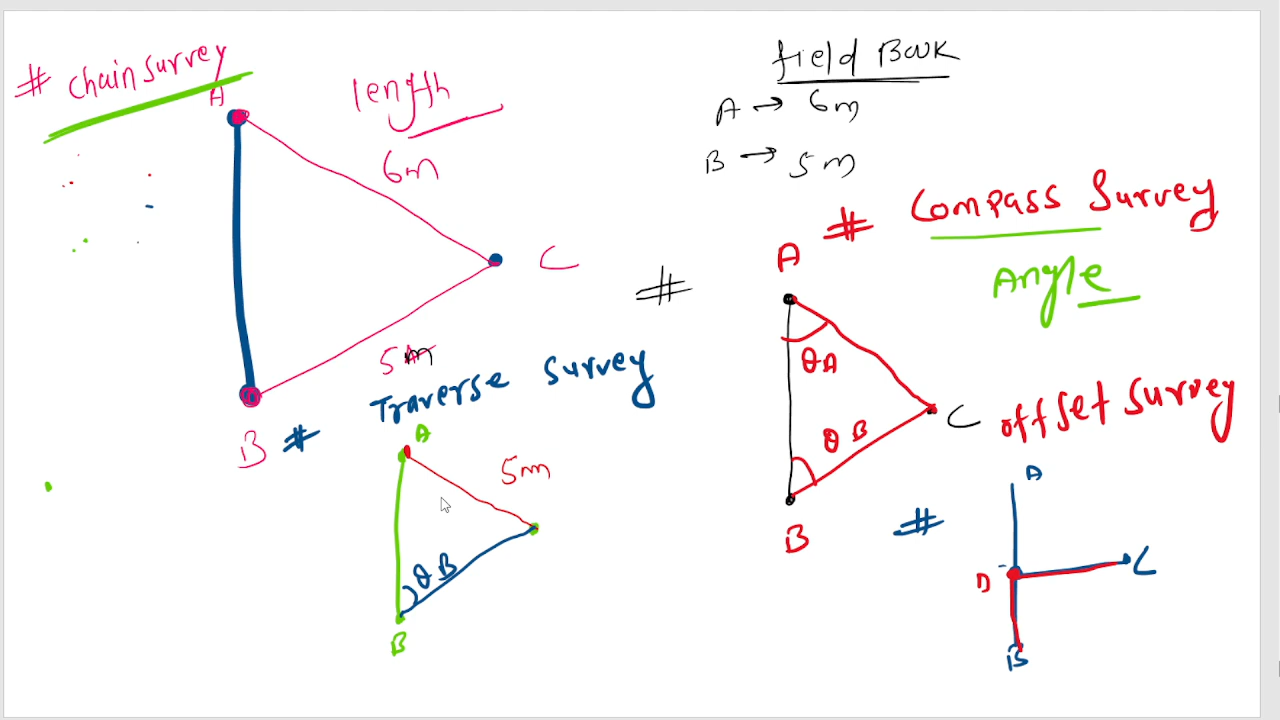 # Chain Survey
A
length
6m
C
5m
B
Field Book
A → 6m
B → 5m
# Compass Survey
Angle
#
A
θA
θB
C
B
# Traverse Survey
A
5m
θB
B
offset Survey
#
A
D
C
B